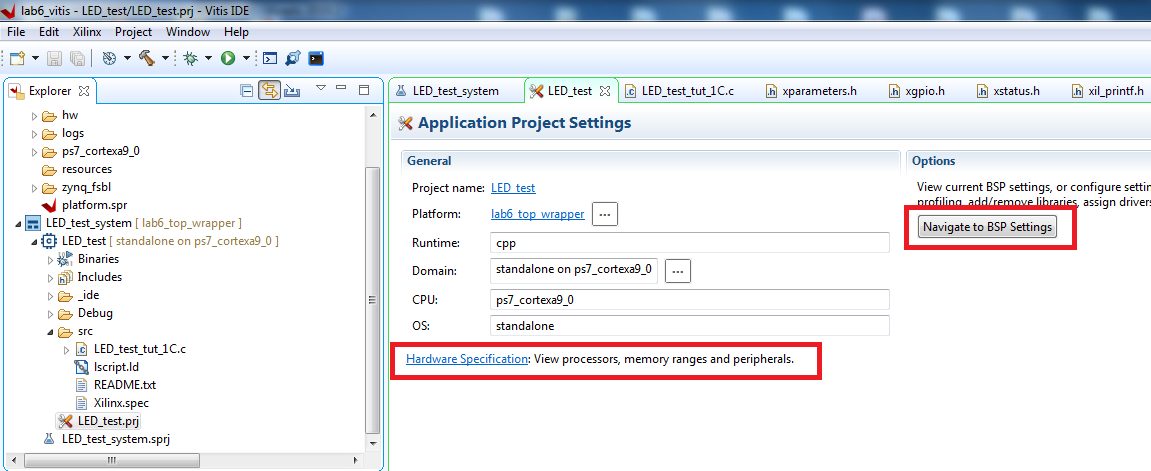 lab6_vitis - LED_test/LED_test.prj - Vitis IDE
File Edit Xilinx Project Window Help
Explorer
hw
logs
ps7_cortexa9_0
resources
zynq_fsbl
platform.spr
LED_test_system [ lab6_top_wrapper ]
LED_test [ standalone on ps7_cortexa9_0 ]
Binaries
Includes
_ide
Debug
src
LED_test_tut_1C.c
lscript.ld
README.txt
Xilinx.spec
LED_test.prj
LED_test_system.sprj
LED_test_system LED_test LED_test_tut_1C.c xparameters.h xgpio.h xstatus.h xil_printf.h
Application Project Settings
General
Project name: LED_test
Platform: lab6_top_wrapper ...
Runtime: cpp
Domain: standalone on ps7_cortexa9_0 ...
CPU: ps7_cortexa9_0
OS: standalone
Hardware Specification: View processors, memory ranges and peripherals.
Options
View current BSP settings, or configure settin
profiling, add/remove libraries, assign drivers
Navigate to BSP Settings